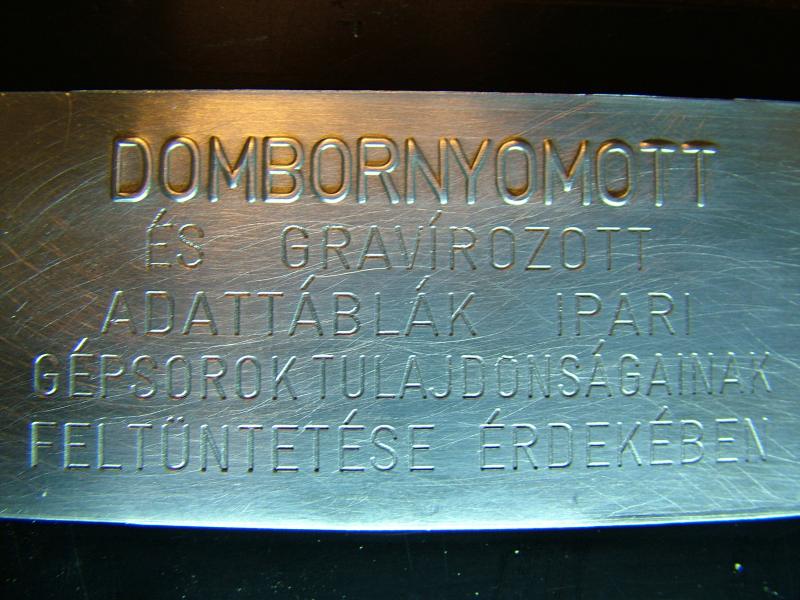 DOMBORNYOMOTT
ÉS GRAVÍROZOTT
ADATTÁBLÁK IPARI
GÉPSOROK TULAJDONSÁGAINAK
FELTÜNTETÉSE ÉRDEKÉBEN